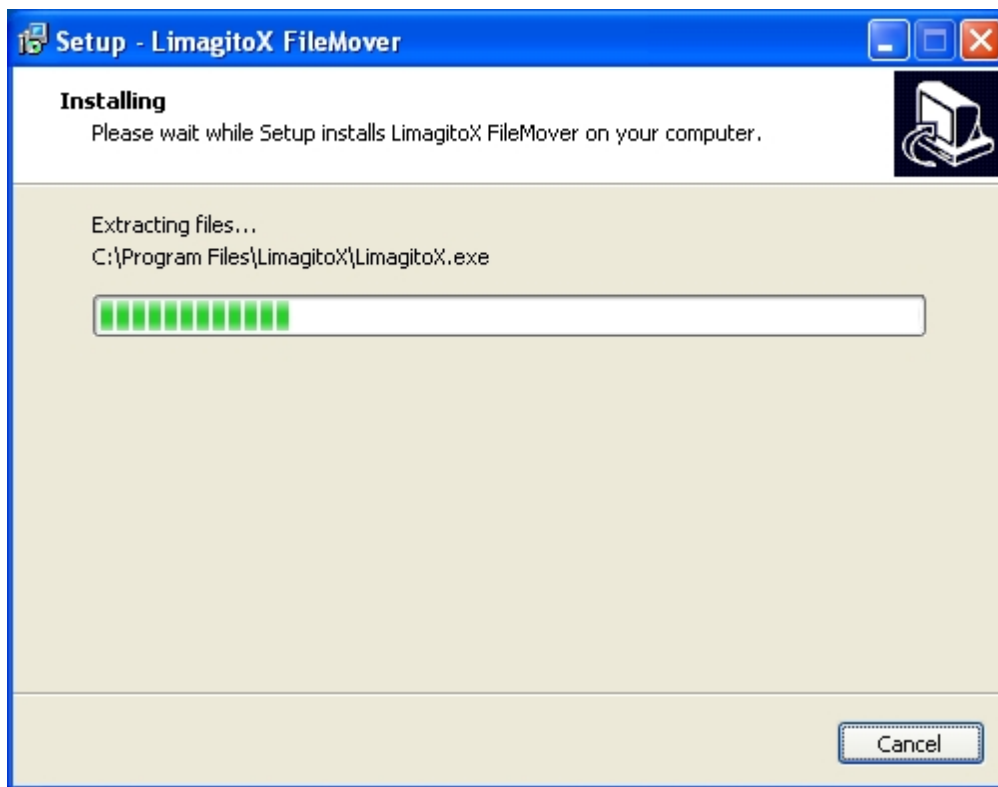 Setup - LimagitoX FileMover
Installing
Please wait while Setup installs LimagitoX FileMover on your computer.
Extracting files...
C:\Program Files\LimagitoX\LimagitoX.exe
Cancel